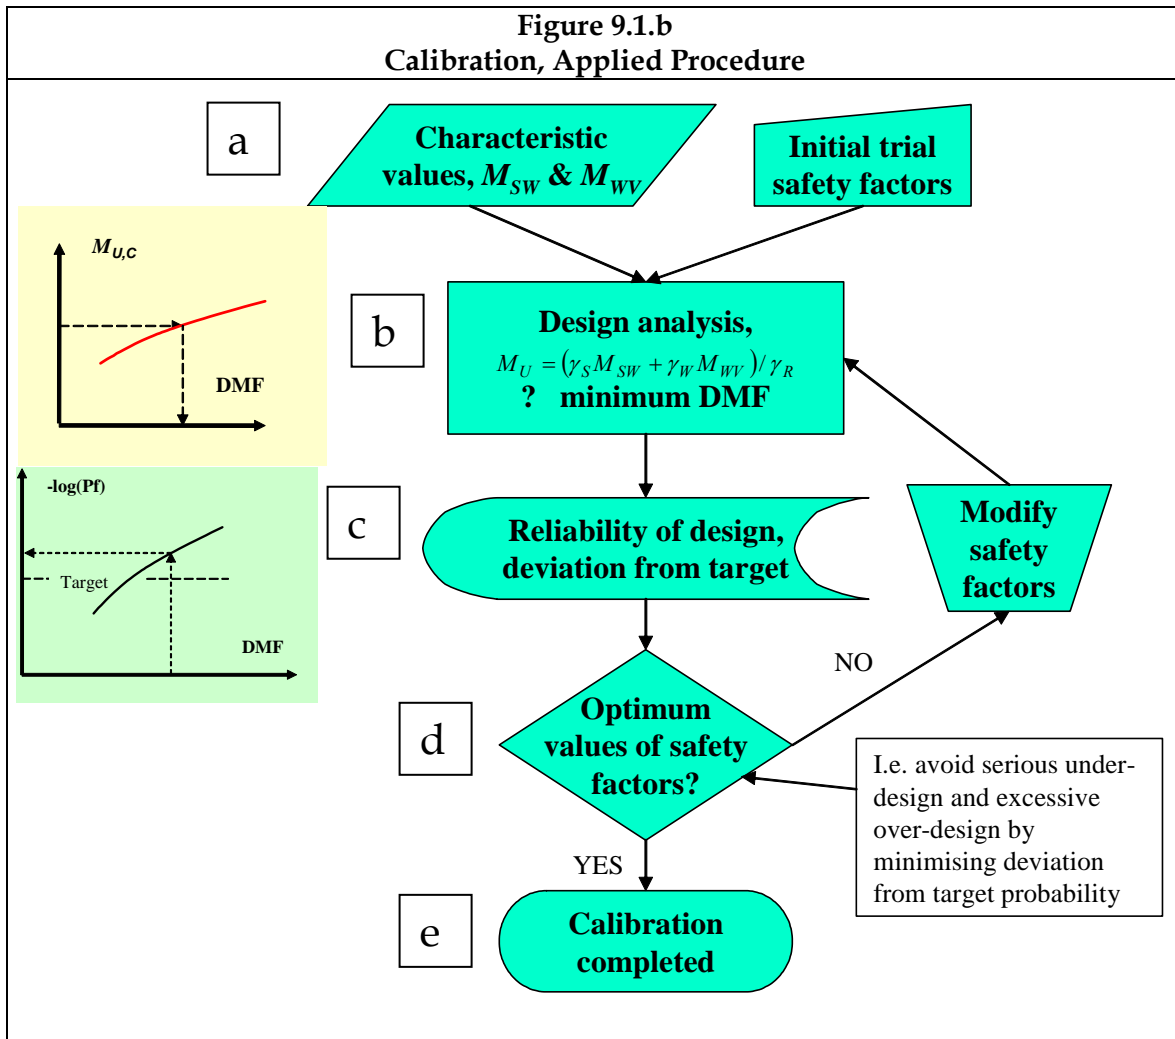 Figure 9.1.b
Calibration, Applied Procedure
a
Characteristic
values, M_SW & M_WV
Initial trial
safety factors
M_U,C
DMF
b
Design analysis,
M_U = (γ_S M_SW + γ_W M_WV) / γ_R
? minimum DMF
-log(Pf)
Target
DMF
c
Reliability of design,
deviation from target
Modify
safety
factors
NO
d
Optimum
values of safety
factors?
I.e. avoid serious under-
design and excessive
over-design by
minimising deviation
from target probability
YES
e
Calibration
completed